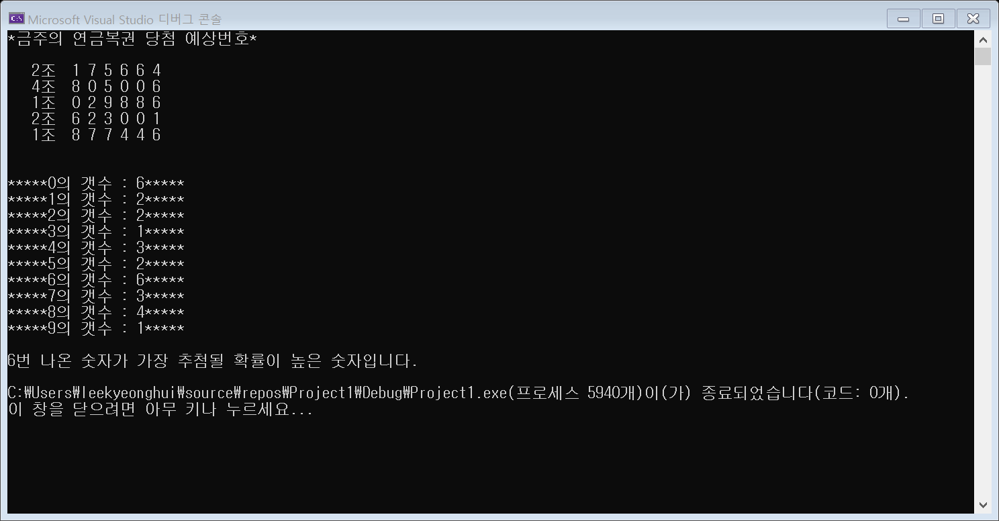 Microsoft Visual Studio 디버그 콘솔
*금주의 연금복권 당첨 예상번호*
2조 1 7 5 6 6 4
4조 8 0 5 0 0 6
1조 0 2 9 8 8 6
2조 6 2 3 0 0 1
1조 8 7 7 4 4 6
*****0의 갯수 : 6*****
*****1의 갯수 : 2*****
*****2의 갯수 : 2*****
*****3의 갯수 : 1*****
*****4의 갯수 : 3*****
*****5의 갯수 : 2*****
*****6의 갯수 : 6*****
*****7의 갯수 : 3*****
*****8의 갯수 : 4*****
*****9의 갯수 : 1*****
6번 나온 숫자가 가장 추첨될 확률이 높은 숫자입니다.
C:₩Users₩leekyeonghui₩source₩repos₩Project1₩Debug₩Project1.exe(프로세스 5940개)이(가) 종료되었습니다(코드: 0개).
이 창을 닫으려면 아무 키나 누르세요...